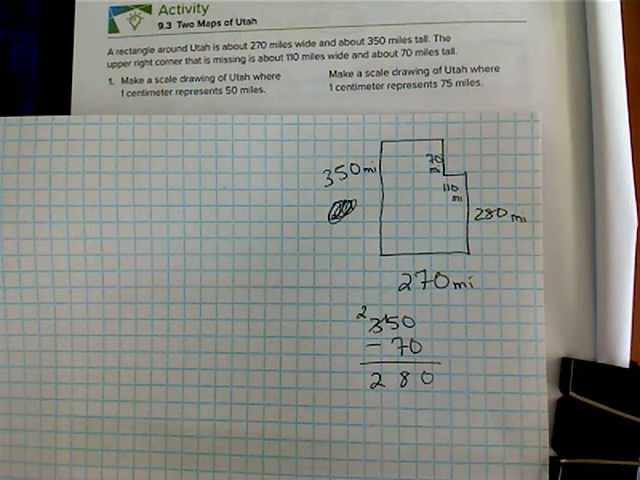 Activity
9.3 Two Maps of Utah
A rectangle around Utah is about 270 miles wide and about 350 miles tall. The
upper right corner that is missing is about 110 miles wide and about 70 miles tall.
1. Make a scale drawing of Utah where
1 centimeter represents 50 miles.
Make a scale drawing of Utah where
1 centimeter represents 75 miles.
350mi
70
mi
110
mi
280 mi
270mi
2
350
- 70
280